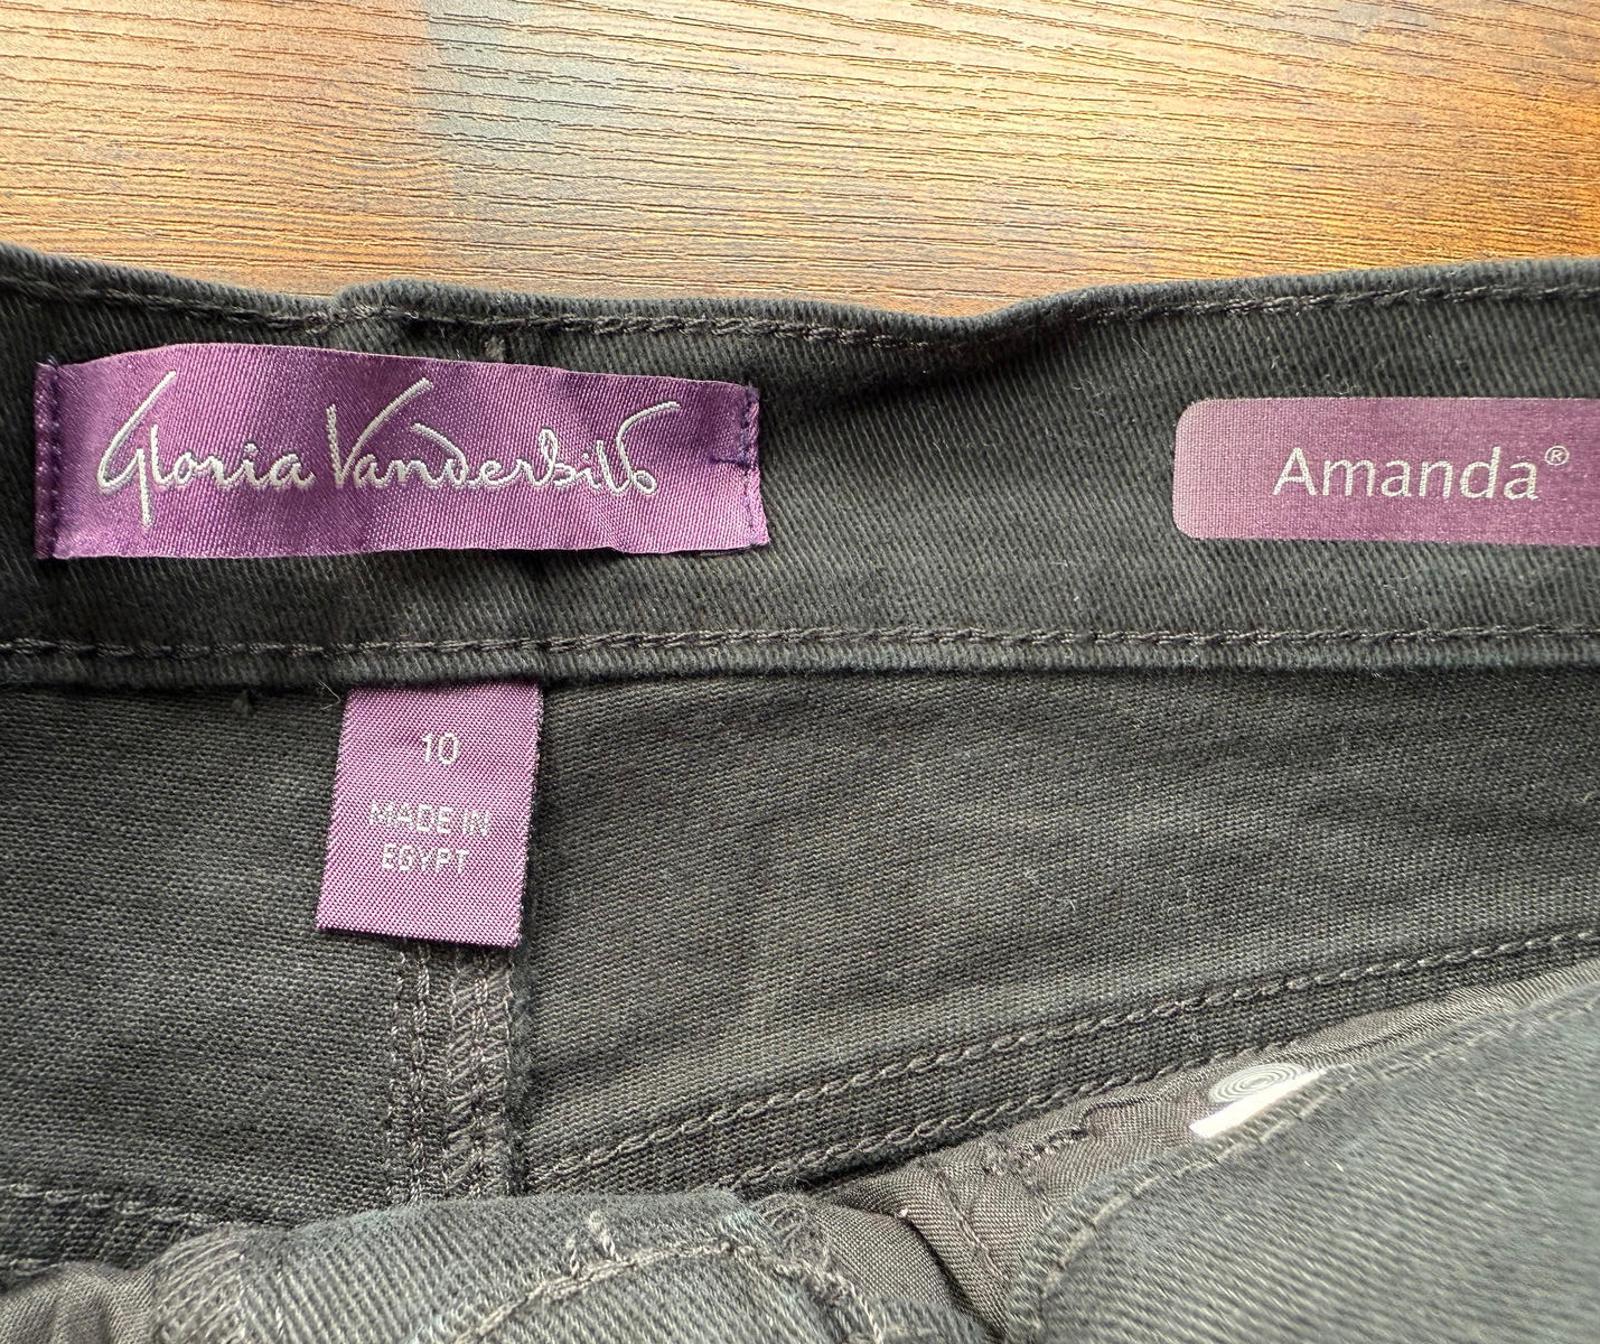 Gloria Vanderbilt
Amanda®
10
MADE IN
EGYPT